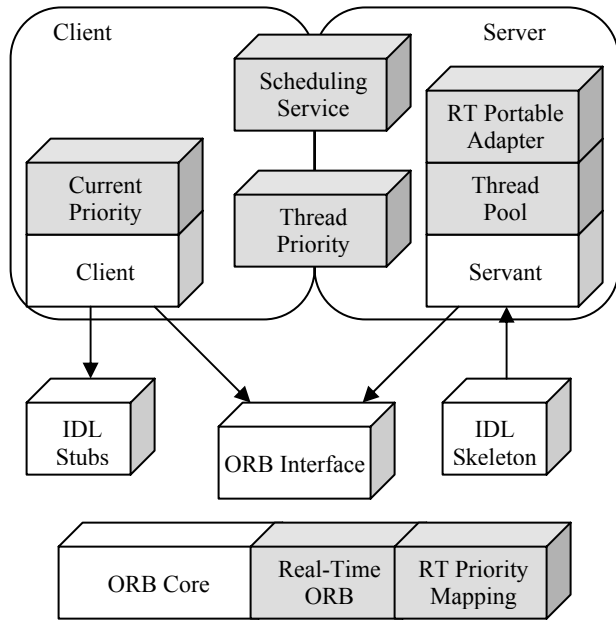 Client
Server
Scheduling
Service
RT Portable
Adapter
Current
Priority
Thread
Priority
Thread
Pool
Client
Servant
IDL
Stubs
ORB Interface
IDL
Skeleton
ORB Core
Real-Time
ORB
RT Priority
Mapping